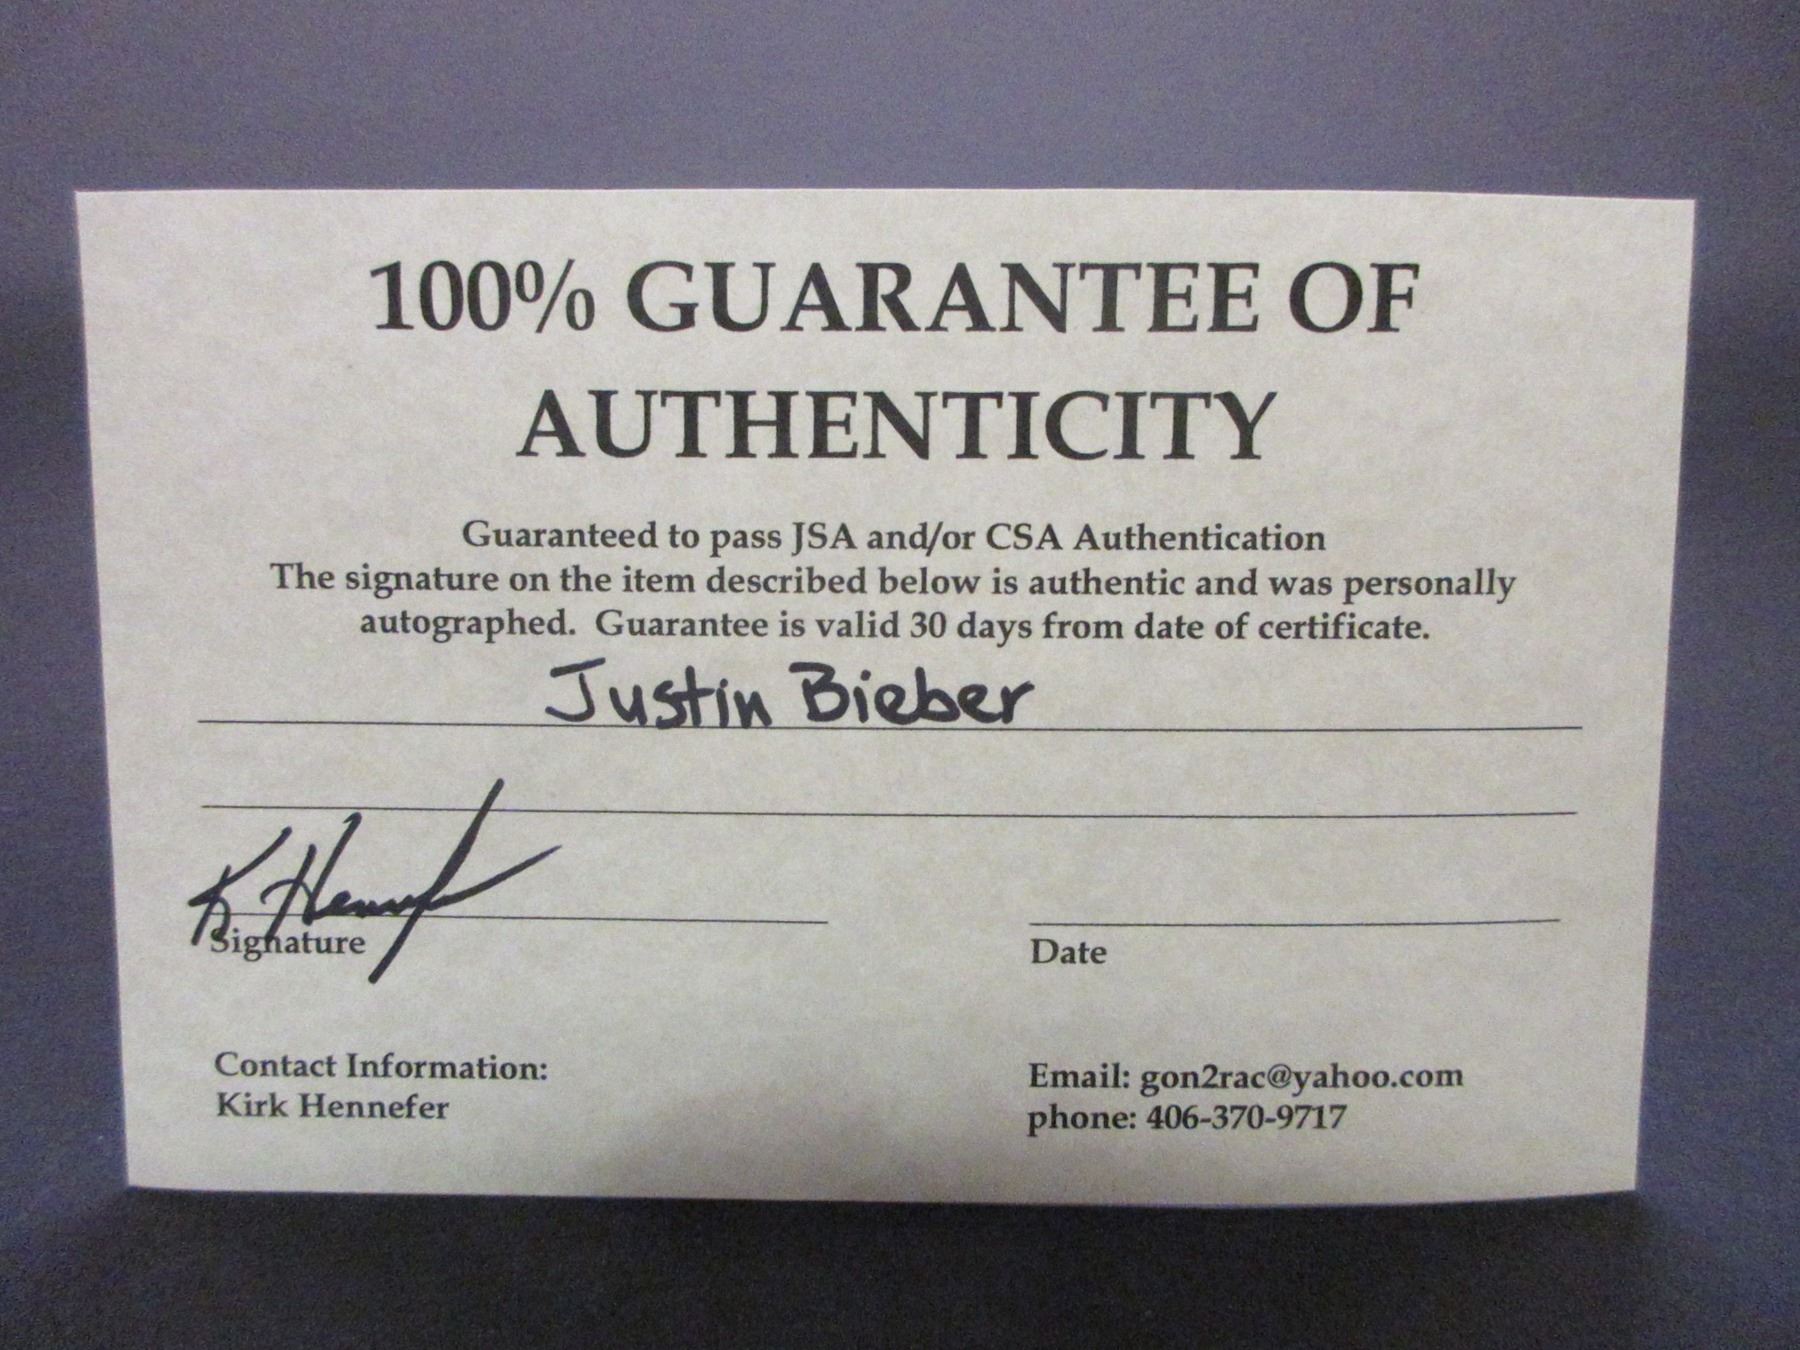 100% GUARANTEE OF
AUTHENTICITY
Guaranteed to pass JSA and/or CSA Authentication
The signature on the item described below is authentic and was personally
autographed. Guarantee is valid 30 days from date of certificate.
Justin Bieber
K Hennef
Signature
Date
Contact Information:
Kirk Hennefer
Email: gon2rac@yahoo.com
phone: 406-370-9717